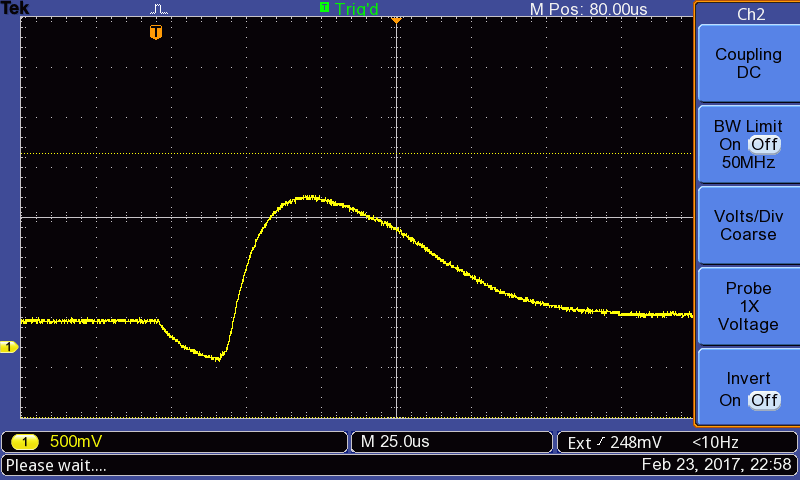 Tek
T Trig'd
M Pos: 80.00us
T
Ch2
Coupling
DC
BW Limit
On Off
50MHz
Volts/Div
Coarse
Probe
1X
Voltage
Invert
On Off
1
1 500mV
M 25.0us
Ext 248mV <10Hz
Please wait....
Feb 23, 2017, 22:58